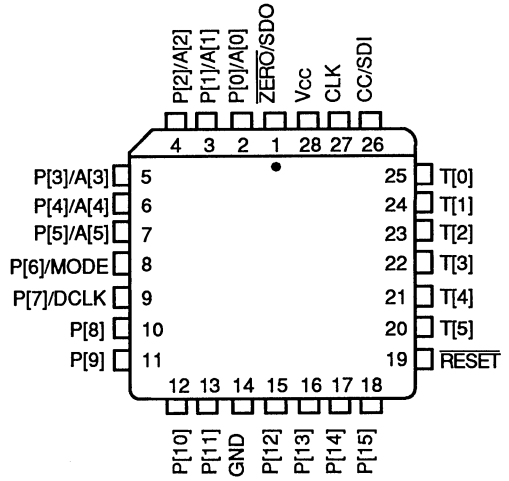 P[2]/A[2]
P[1]/A[1]
P[0]/A[0]
ZERO/SDO
Vcc
CLK
CC/SDI
4 3 2 1 28 27 26
P[3]/A[3] 5 25 T[0]
P[4]/A[4] 6 24 T[1]
P[5]/A[5] 7 23 T[2]
P[6]/MODE 8 22 T[3]
P[7]/DCLK 9 21 T[4]
P[8] 10 20 T[5]
P[9] 11 19 RESET
12 13 14 15 16 17 18
P[10]
P[11]
GND
P[12]
P[13]
P[14]
P[15]